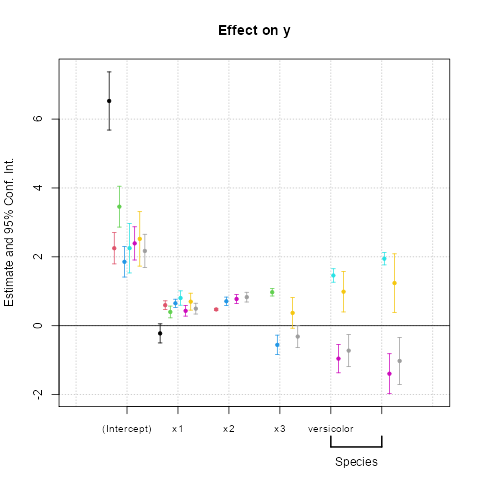 Effect on y
Estimate and 95% Conf. Int.
6
4
2
0
-2
(Intercept) x1 x2 x3 versicolor
Species